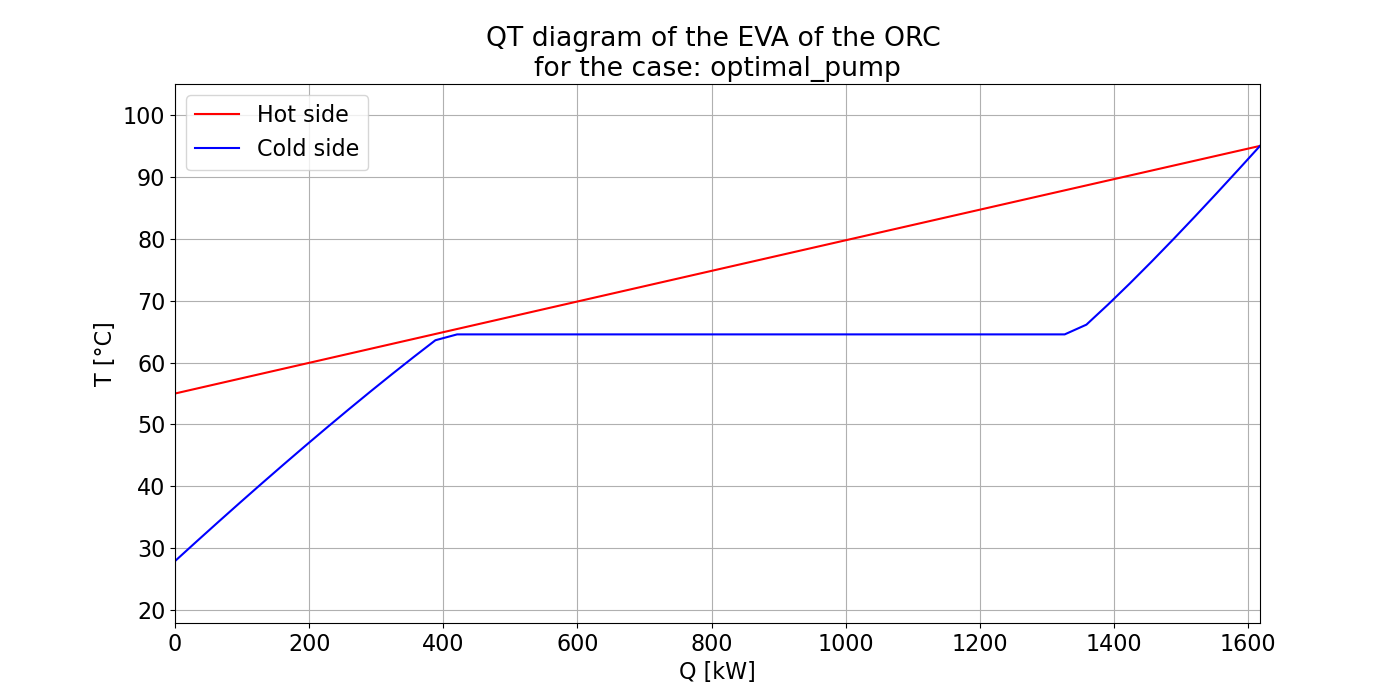 QT diagram of the EVA of the ORC
for the case: optimal_pump
Hot side
Cold side
T [°C]
100
90
80
70
60
50
40
30
20
0 200 400 600 800 1000 1200 1400 1600
Q [kW]